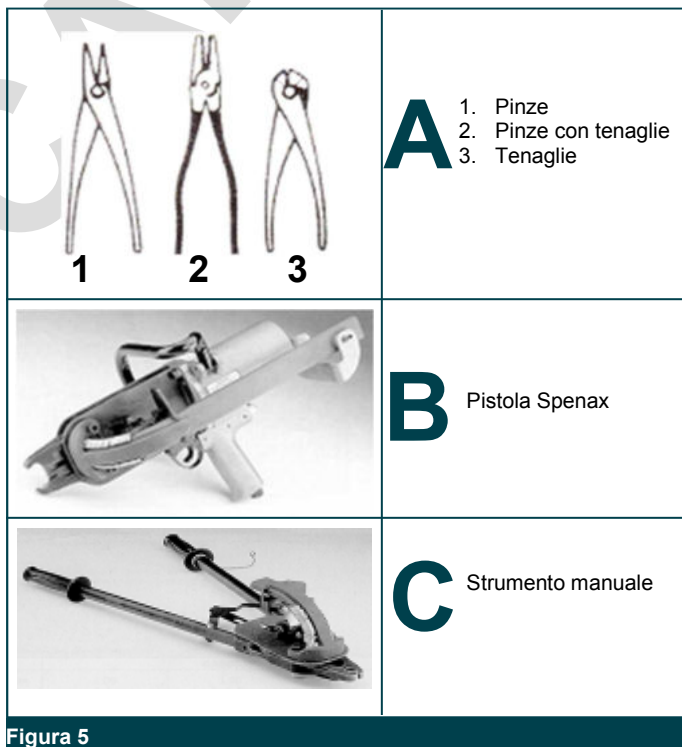 A
1. Pinze
2. Pinze con tenaglie
3. Tenaglie
1 2 3
B
Pistola Spenax
C
Strumento manuale
Figura 5